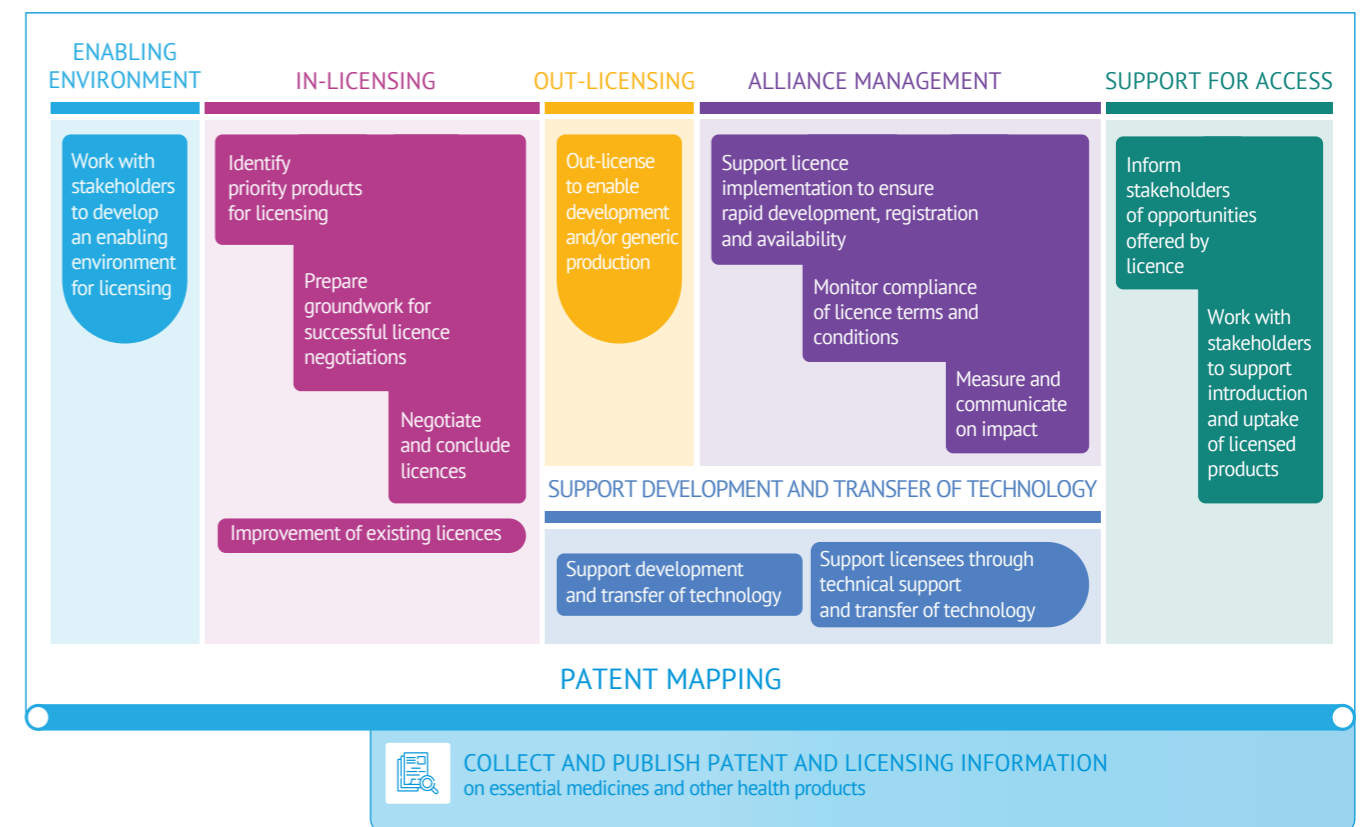 ENABLING
ENVIRONMENT
Work with
stakeholders
to develop
an enabling
environment
for licensing
IN-LICENSING
Identify
priority products
for licensing
Prepare
groundwork for
successful licence
negotiations
Negotiate
and conclude
licences
Improvement of existing licences
OUT-LICENSING
Out-license
to enable
development
and/or generic
production
ALLIANCE MANAGEMENT
Support licence
implementation to ensure
rapid development, registration
and availability
Monitor compliance
of licence terms and
conditions
Measure and
communicate
on impact
SUPPORT DEVELOPMENT AND TRANSFER OF TECHNOLOGY
Support development
and transfer of technology
Support licensees through
technical support
and transfer of technology
SUPPORT FOR ACCESS
Inform
stakeholders
of opportunities
offered by
licence
Work with
stakeholders
to support
introduction
and uptake
of licensed
products
PATENT MAPPING
COLLECT AND PUBLISH PATENT AND LICENSING INFORMATION
on essential medicines and other health products